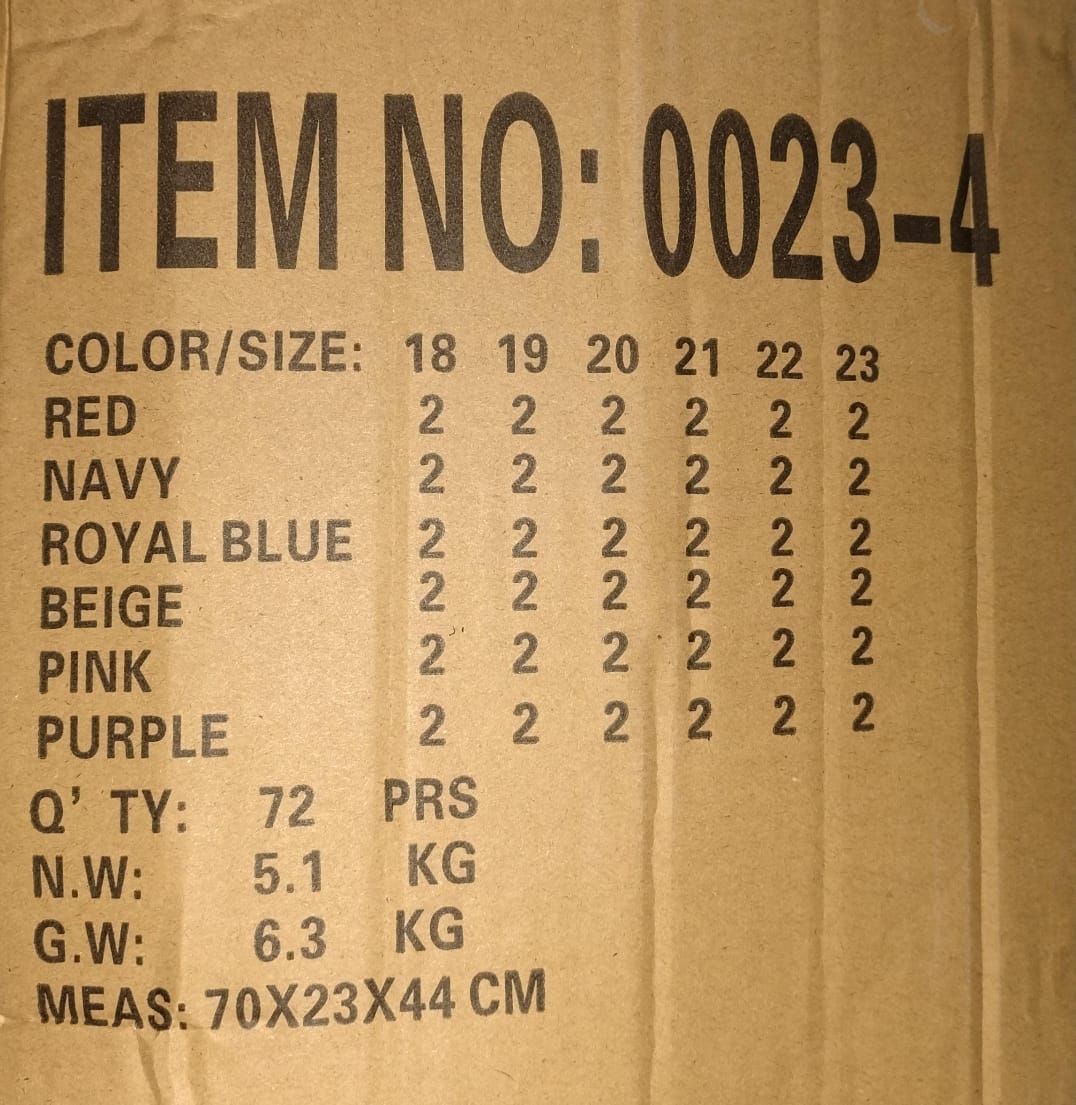 ITEM NO: 0023-4
COLOR/SIZE: 18 19 20 21 22 23
RED 2 2 2 2 2 2
NAVY 2 2 2 2 2 2
ROYAL BLUE 2 2 2 2 2 2
BEIGE 2 2 2 2 2 2
PINK 2 2 2 2 2 2
PURPLE 2 2 2 2 2 2
Q' TY: 72 PRS
N.W: 5.1 KG
G.W: 6.3 KG
MEAS: 70X23X44 CM